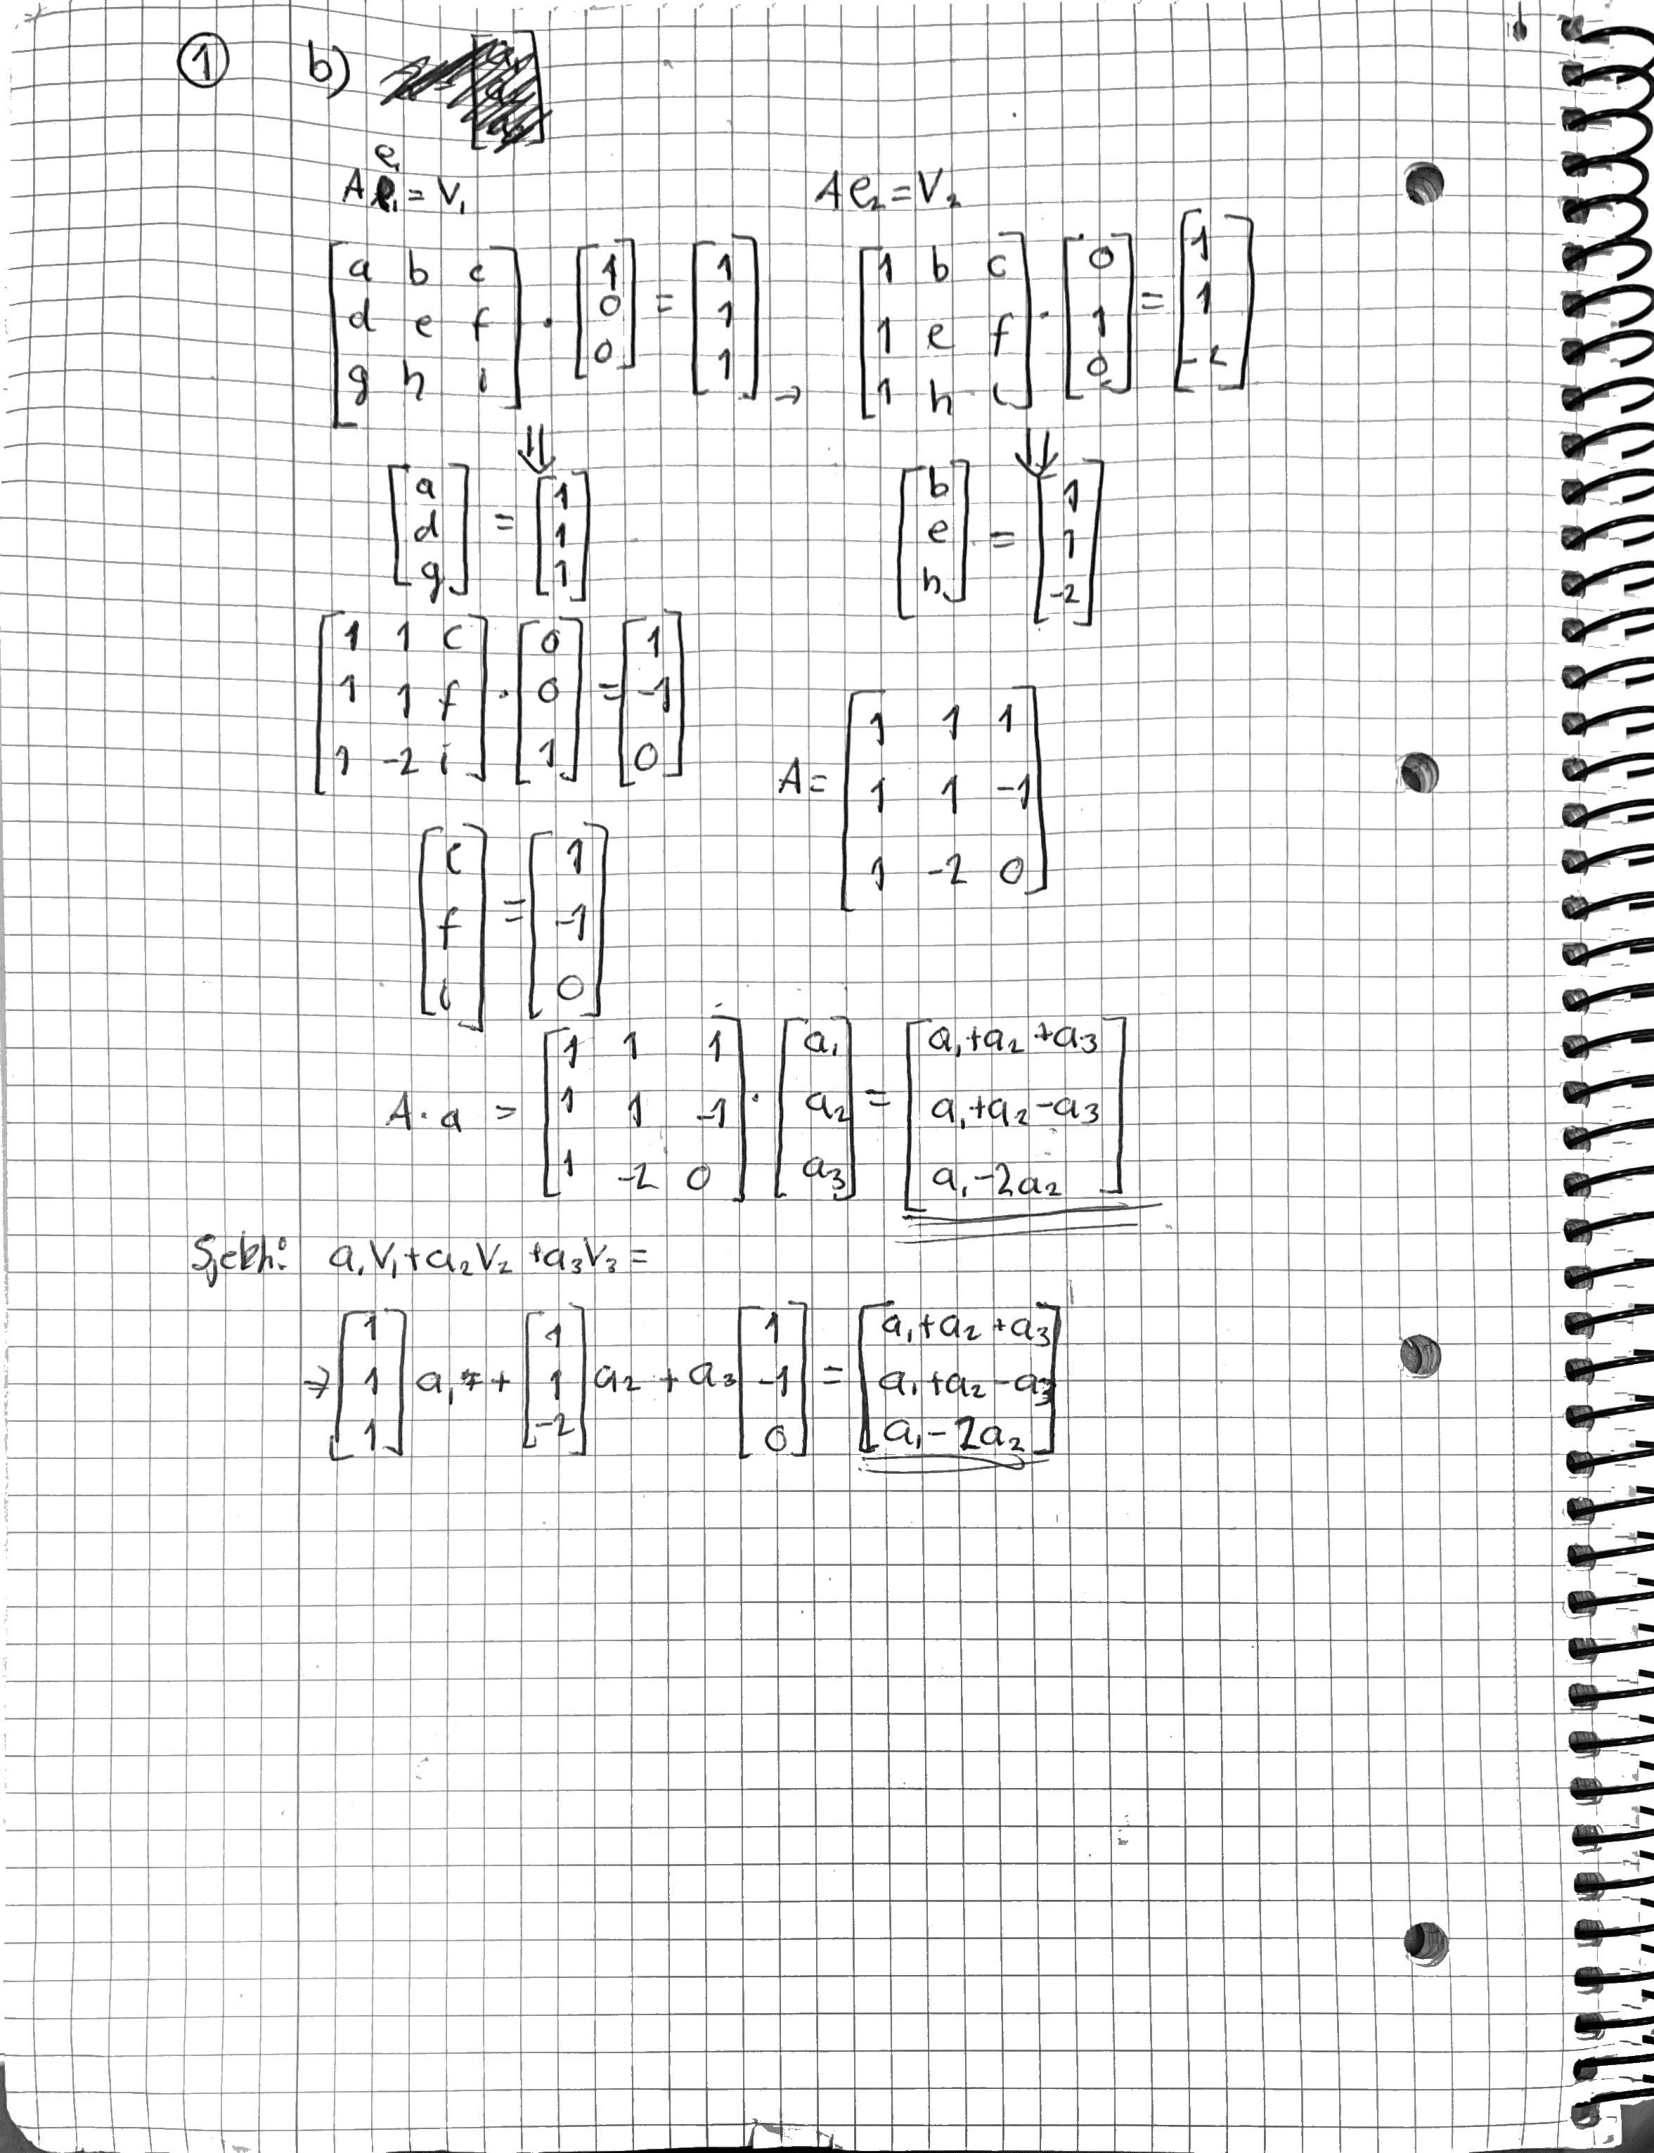 ① b)
A e₁ = V₁
A e₂ = V₂
[a b c; d e f; g h i] · [1; 0; 0] = [1; 1; 1] →
[1 b c; 1 e f; 1 h i] · [0; 1; 0] = [1; 1; -2]
⇓ ⇓
[a; d; g] = [1; 1; 1]
[b; e; h] = [1; 1; -2]
[1 1 c; 1 1 f; 1 -2 i] · [0; 0; 1] = [1; -1; 0]
A = [1 1 1; 1 1 -1; 1 -2 0]
[c; f; i] = [1; -1; 0]
A · a = [1 1 1; 1 1 -1; 1 -2 0] · [a₁; a₂; a₃] = [a₁+a₂+a₃; a₁+a₂-a₃; a₁-2a₂]
a₁V₁ + a₂V₂ + a₃V₃ =
→ [1; 1; 1] a₁ + [1; 1; -2] a₂ + a₃ [1; -1; 0] = [a₁+a₂+a₃; a₁+a₂-a₃; a₁-2a₂]